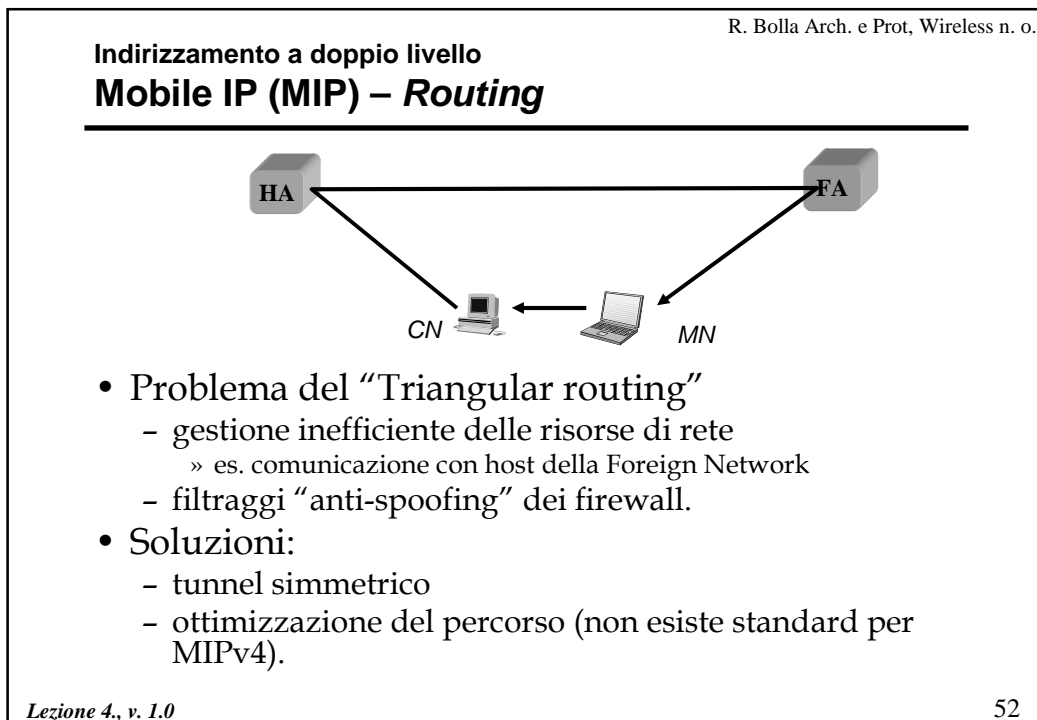 R. Bolla Arch. e Prot, Wireless n. o.
Indirizzamento a doppio livello
Mobile IP (MIP) – Routing
HA
FA
CN
MN
• Problema del “Triangular routing”
– gestione inefficiente delle risorse di rete
» es. comunicazione con host della Foreign Network
– filtraggi “anti-spoofing” dei firewall.
• Soluzioni:
– tunnel simmetrico
– ottimizzazione del percorso (non esiste standard per
MIPv4).
Lezione 4., v. 1.0
52